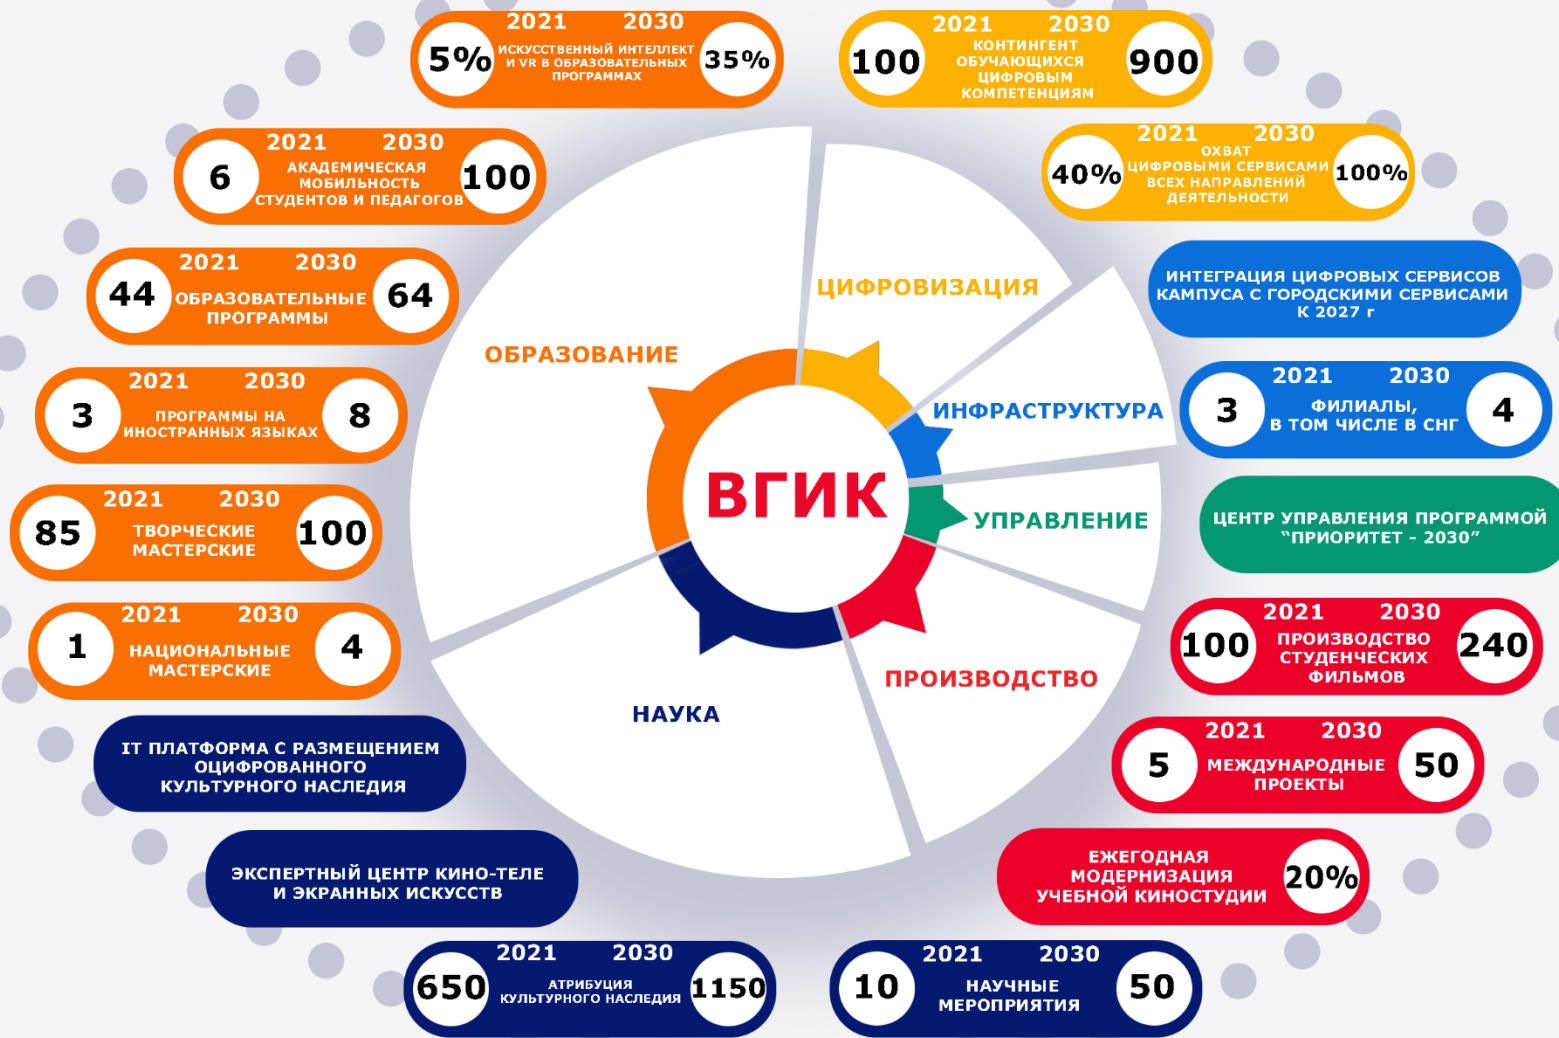 2021 2030
5% ИСКУССТВЕННЫЙ ИНТЕЛЛЕКТ 35%
И VR В ОБРАЗОВАТЕЛЬНЫХ
ПРОГРАММАХ
2021 2030
6 АКАДЕМИЧЕСКАЯ 100
МОБИЛЬНОСТЬ
СТУДЕНТОВ И ПЕДАГОГОВ
2021 2030
44 ОБРАЗОВАТЕЛЬНЫЕ 64
ПРОГРАММЫ
2021 2030
3 ПРОГРАММЫ НА 8
ИНОСТРАННЫХ ЯЗЫКАХ
2021 2030
85 ТВОРЧЕСКИЕ 100
МАСТЕРСКИЕ
2021 2030
1 НАЦИОНАЛЬНЫЕ 4
МАСТЕРСКИЕ
IT ПЛАТФОРМА С РАЗМЕЩЕНИЕМ
ОЦИФРОВАННОГО
КУЛЬТУРНОГО НАСЛЕДИЯ
ЭКСПЕРТНЫЙ ЦЕНТР КИНО-ТЕЛЕ
И ЭКРАННЫХ ИСКУССТВ
2021 2030
650 АТРИБУЦИЯ 1150
КУЛЬТУРНОГО НАСЛЕДИЯ
ОБРАЗОВАНИЕ
ЦИФРОВИЗАЦИЯ
ИНФРАСТРУКТУРА
ВГИК
УПРАВЛЕНИЕ
ПРОИЗВОДСТВО
НАУКА
2021 2030
100 КОНТИНГЕНТ 900
ОБУЧАЮЩИХСЯ
ЦИФРОВЫМ
КОМПЕТЕНЦИЯМ
2021 2030
40% ОХВАТ 100%
ЦИФРОВЫМИ СЕРВИСАМИ
ВСЕХ НАПРАВЛЕНИЙ
ДЕЯТЕЛЬНОСТИ
ИНТЕГРАЦИЯ ЦИФРОВЫХ СЕРВИСОВ
КАМПУСА С ГОРОДСКИМИ СЕРВИСАМИ
К 2027 г
2021 2030
3 ФИЛИАЛЫ, 4
В ТОМ ЧИСЛЕ В СНГ
ЦЕНТР УПРАВЛЕНИЯ ПРОГРАММОЙ
“ПРИОРИТЕТ - 2030”
2021 2030
100 ПРОИЗВОДСТВО 240
СТУДЕНЧЕСКИХ
ФИЛЬМОВ
2021 2030
5 МЕЖДУНАРОДНЫЕ 50
ПРОЕКТЫ
ЕЖЕГОДНАЯ
МОДЕРНИЗАЦИЯ 20%
УЧЕБНОЙ КИНОСТУДИИ
2021 2030
10 НАУЧНЫЕ 50
МЕРОПРИЯТИЯ